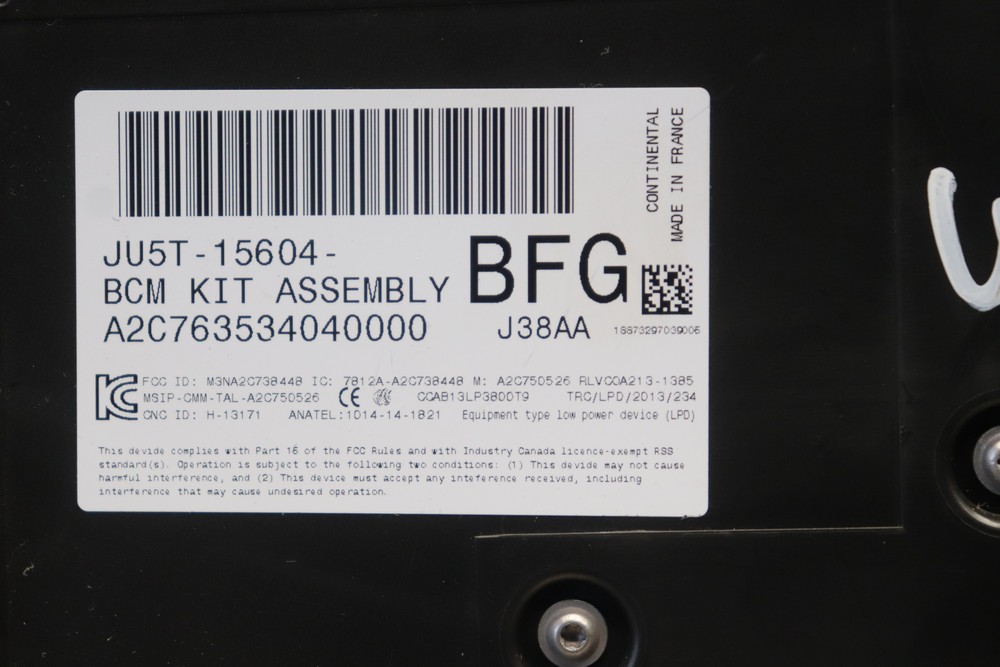 CONTINENTAL
MADE IN FRANCE
JU5T-15604-
BCM KIT ASSEMBLY
BFG
A2C763534040000
J38AA
16673297039006
FCC ID: M3NA2C738448 IC: 7812A-A2C738448 M: A2C750526 RLVCOA213-1385
MSIP-CMM-TAL-A2C750526 CE CCAB13LP3800T9 TRC/LPD/2013/234
CNC ID: H-13171 ANATEL:1014-14-1821 Equipment type low power device (LPD)
This devide complies with Part 15 of the FCC Rules and with Industry Canada licence-exempt RSS
standard(s). Operation is subject to the following two conditions: (1) This device may not cause
harmful interference, and (2) This device must accept any inteference received, including
interference that may cause undesired operation.